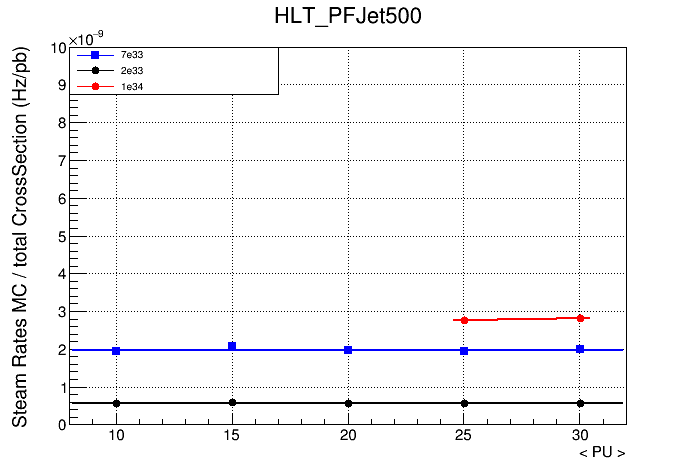 HLT_PFJet500
×10⁻⁹
Steam Rates MC / total CrossSection (Hz/pb)
10
9
8
7
6
5
4
3
2
1
0
7e33
2e33
1e34
10 15 20 25 30
< PU >